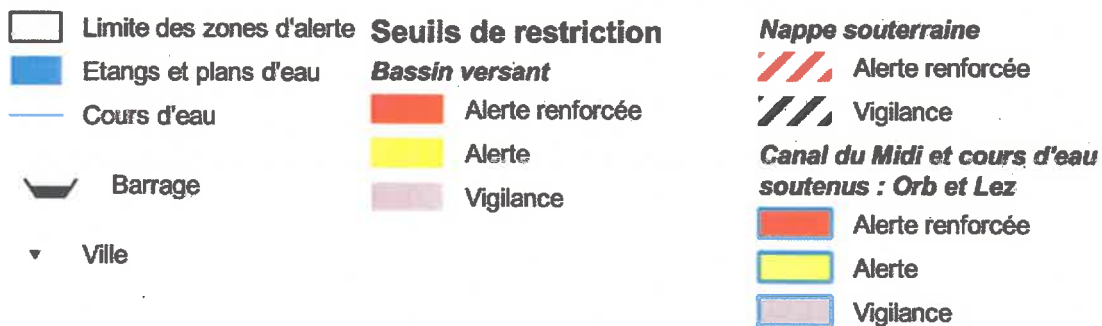 Limite des zones d'alerte
Etangs et plans d'eau
Cours d'eau
Barrage
Ville
Seuils de restriction
Bassin versant
Alerte renforcée
Alerte
Vigilance
Nappe souterraine
Alerte renforcée
Vigilance
Canal du Midi et cours d'eau
soutenus : Orb et Lez
Alerte renforcée
Alerte
Vigilance